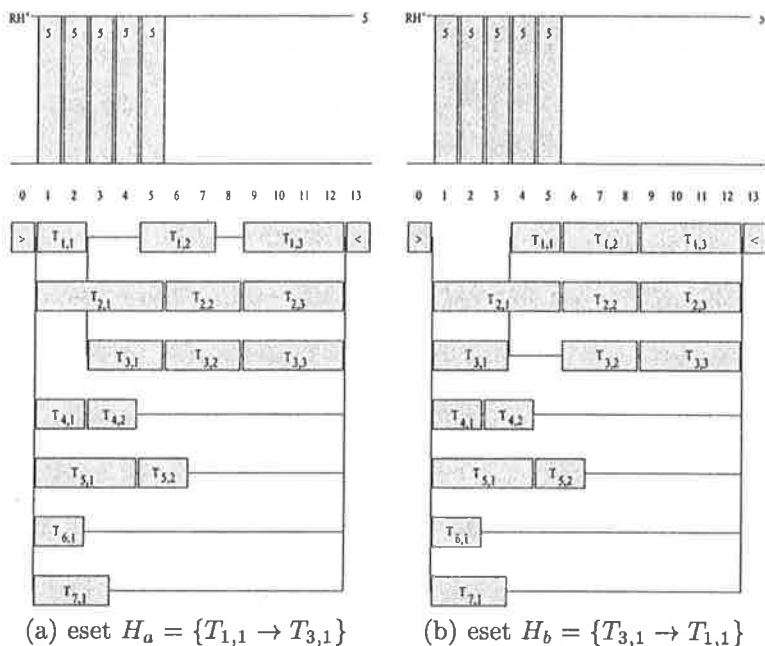 RH* 5 RH* 5
5 5 5 5 5 5 5 5 5 5
0 1 2 3 4 5 6 7 8 9 10 11 12 13 0 1 2 3 4 5 6 7 8 9 10 11 12 13
> T1,1 T1,2 T1,3 < > T1,1 T1,2 T1,3 <
T2,1 T2,2 T2,3 T2,1 T2,2 T2,3
T3,1 T3,2 T3,3 T3,1 T3,2 T3,3
T4,1 T4,2 T4,1 T4,2
T5,1 T5,2 T5,1 T5,2
T6,1 T6,1
T7,1 T7,1
(a) eset Ha = {T1,1 → T3,1} (b) eset Hb = {T3,1 → T1,1}